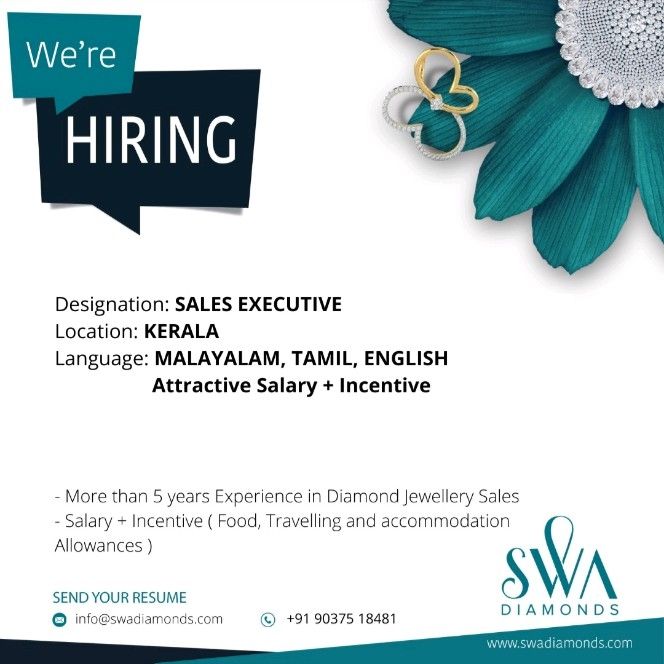 We're
HIRING
Designation: SALES EXECUTIVE
Location: KERALA
Language: MALAYALAM, TAMIL, ENGLISH
Attractive Salary + Incentive
- More than 5 years Experience in Diamond Jewellery Sales
- Salary + Incentive ( Food, Travelling and accommodation
Allowances )
SWA
DIAMONDS
SEND YOUR RESUME
info@swadiamonds.com
+91 90375 18481
www.swadiamonds.com